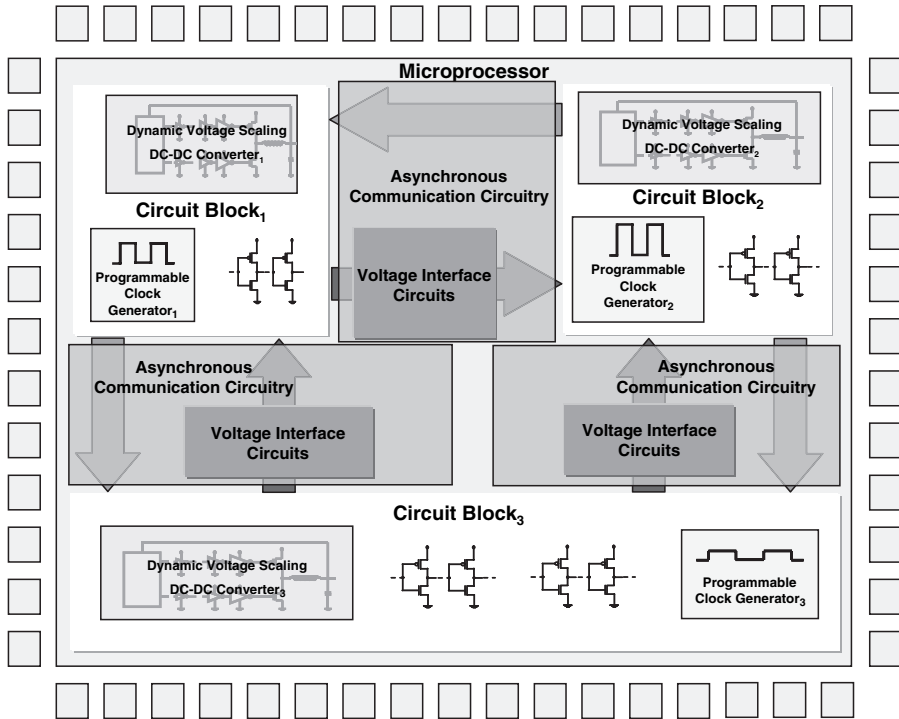 Microprocessor
Dynamic Voltage Scaling
DC-DC Converter1
Circuit Block1
Programmable
Clock
Generator1
Asynchronous
Communication Circuitry
Voltage Interface
Circuits
Dynamic Voltage Scaling
DC-DC Converter2
Circuit Block2
Programmable
Clock
Generator2
Asynchronous
Communication Circuitry
Voltage Interface
Circuits
Asynchronous
Communication Circuitry
Voltage Interface
Circuits
Circuit Block3
Dynamic Voltage Scaling
DC-DC Converter3
Programmable
Clock Generator3